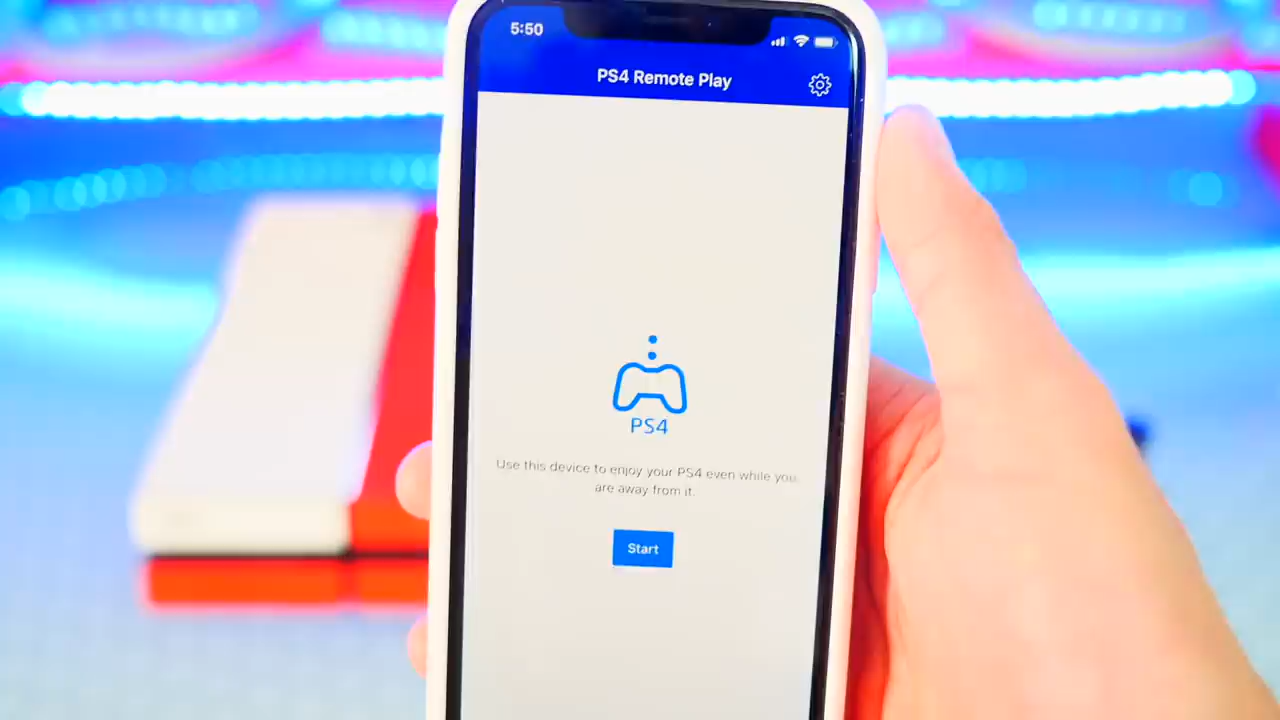 5:50
PS4 Remote Play
PS4
Use this device to enjoy your PS4 even while you
are away from it.
Start